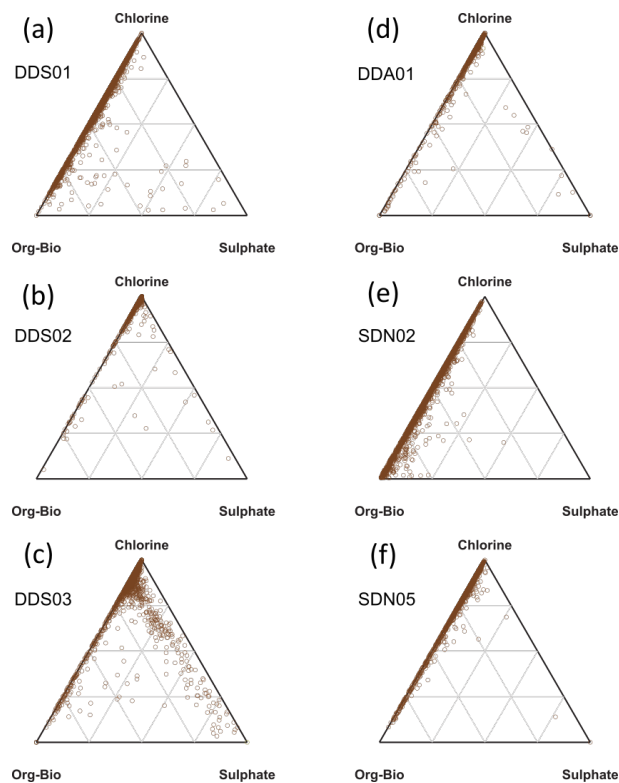 (a)
Chlorine
DDS01
Org-Bio
Sulphate
(d)
Chlorine
DDA01
Org-Bio
Sulphate
(b)
Chlorine
DDS02
Org-Bio
Sulphate
(e)
Chlorine
SDN02
Org-Bio
Sulphate
(c)
Chlorine
DDS03
Org-Bio
Sulphate
(f)
Chlorine
SDN05
Org-Bio
Sulphate